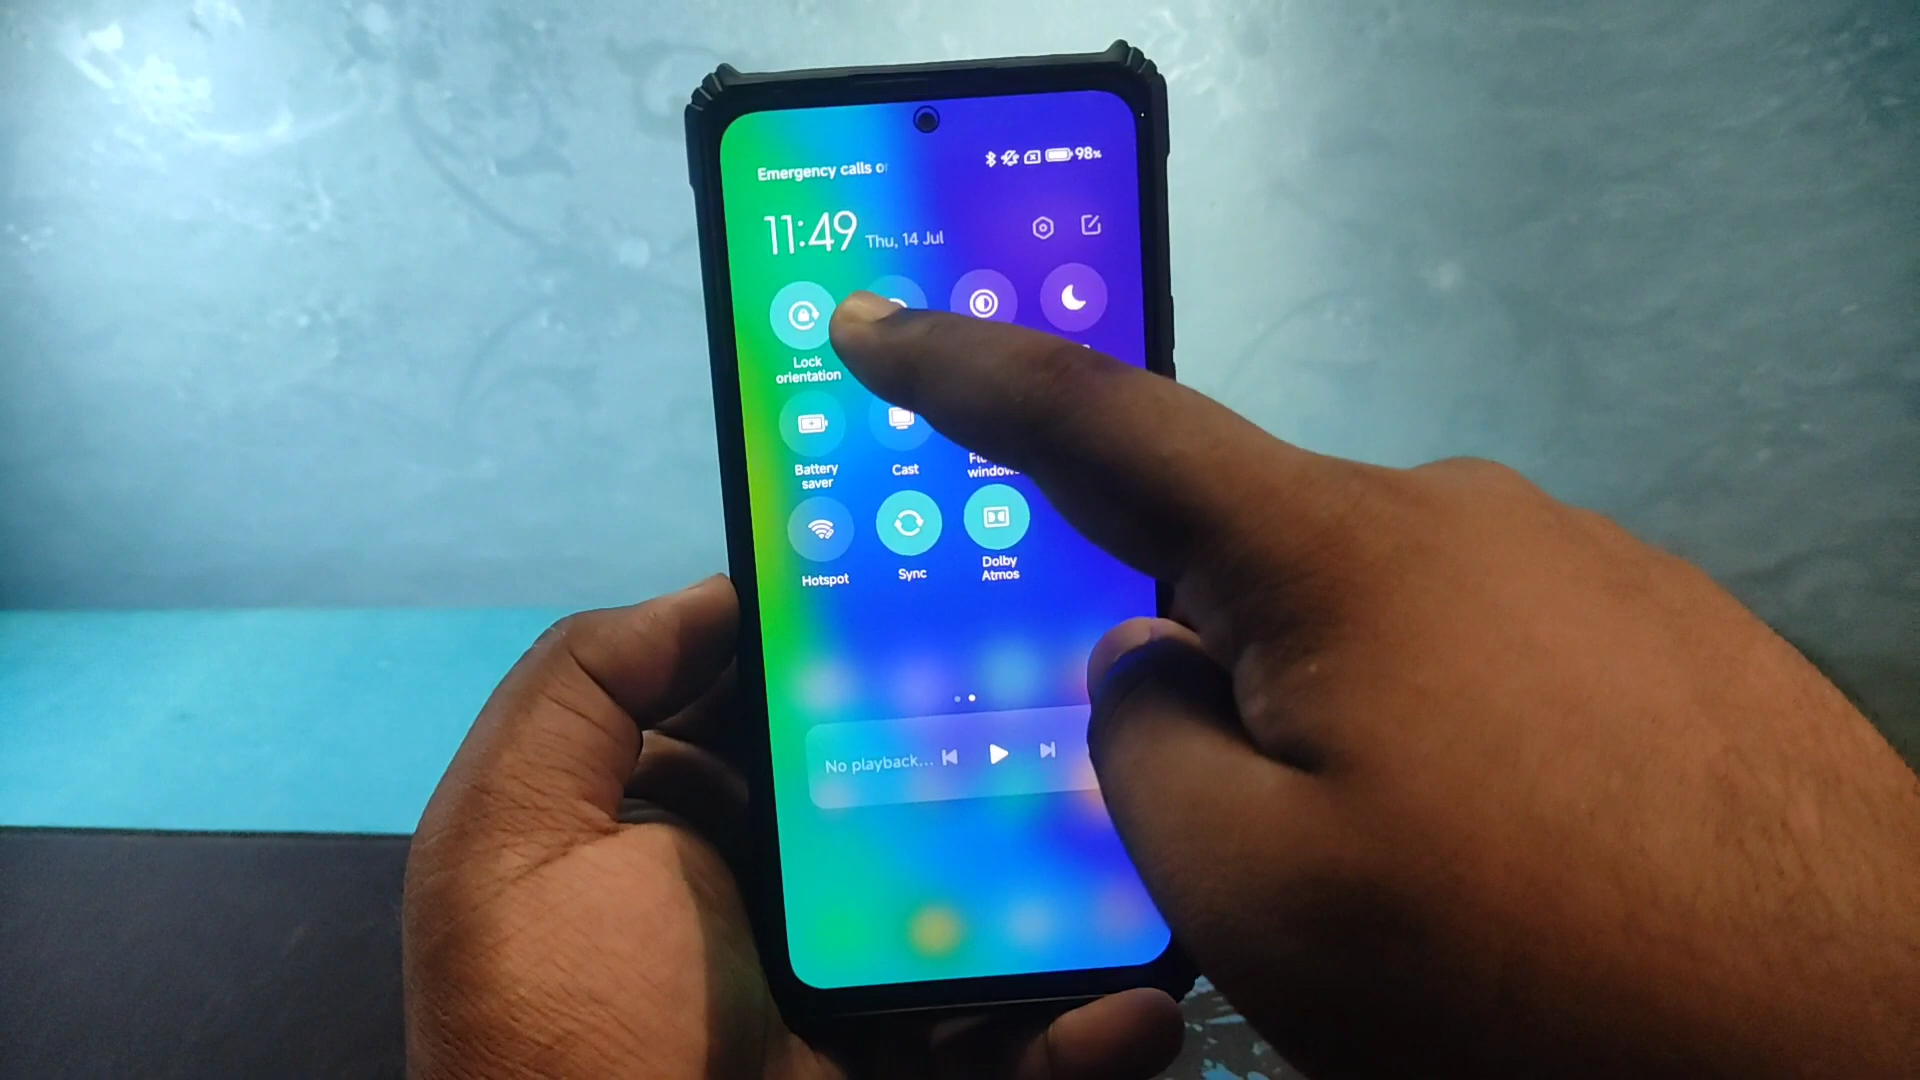 Emergency calls o
98%
11:49 Thu, 14 Jul
Lock
orientation
Battery
saver
Cast
window
Hotspot
Sync
Dolby
Atmos
No playback...